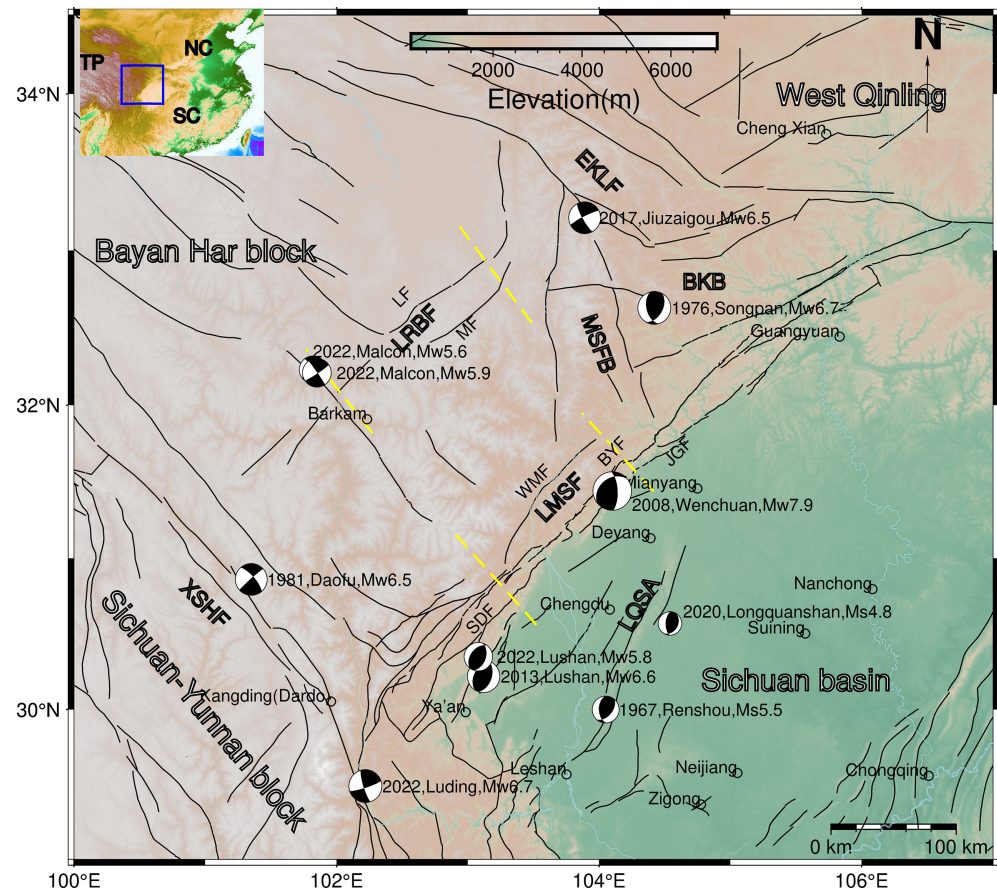 TP
NC
SC
2000
4000
6000
Elevation(m)
N
34°N
32°N
30°N
100°E
102°E
104°E
106°E
West Qinling
Cheng Xian
EKLF
2017,Jiuzaigou,Mw6.5
Bayan Har block
BKB
1976,Songpan,Mw6.7
Guangyuan
LF
LRBF
MF
MSFB
2022,Malcon,Mw5.6
2022,Malcon,Mw5.9
Barkam
BYF
JGF
WMF
LMSF
Mianyang
2008,Wenchuan,Mw7.9
Deyang
1981,Daofu,Mw6.5
XSHF
Nanchong
Chengdu
LQSA
2020,Longquanshan,Ms4.8
Suining
SDF
2022,Lushan,Mw5.8
2013,Lushan,Mw6.6
Sichuan basin
Kangding(Dardo
Ya'an
1967,Renshou,Ms5.5
Sichuan-Yunnan block
Leshan
Neijiang
Chongqing
2022,Luding,Mw6.7
Zigong
0 km
100 km